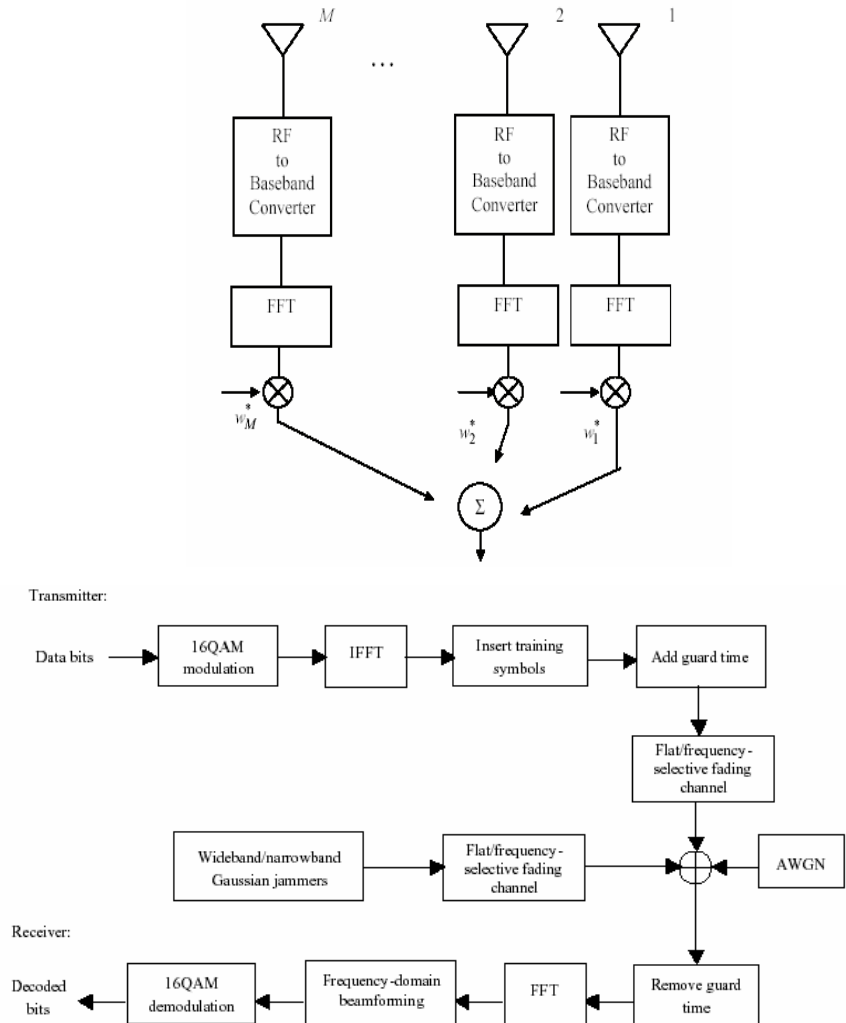 M
...
2
1
RF
to
Baseband
Converter
RF
to
Baseband
Converter
RF
to
Baseband
Converter
FFT
FFT
FFT
w*M
w*2
w*1
Σ
Transmitter:
Data bits
16QAM
modulation
IFFT
Insert training
symbols
Add guard time
Flat/frequency-
selective fading
channel
Wideband/narrowband
Gaussian jammers
Flat/frequency-
selective fading
channel
AWGN
Receiver:
Decoded
bits
16QAM
demodulation
Frequency-domain
beamforming
FFT
Remove guard
time